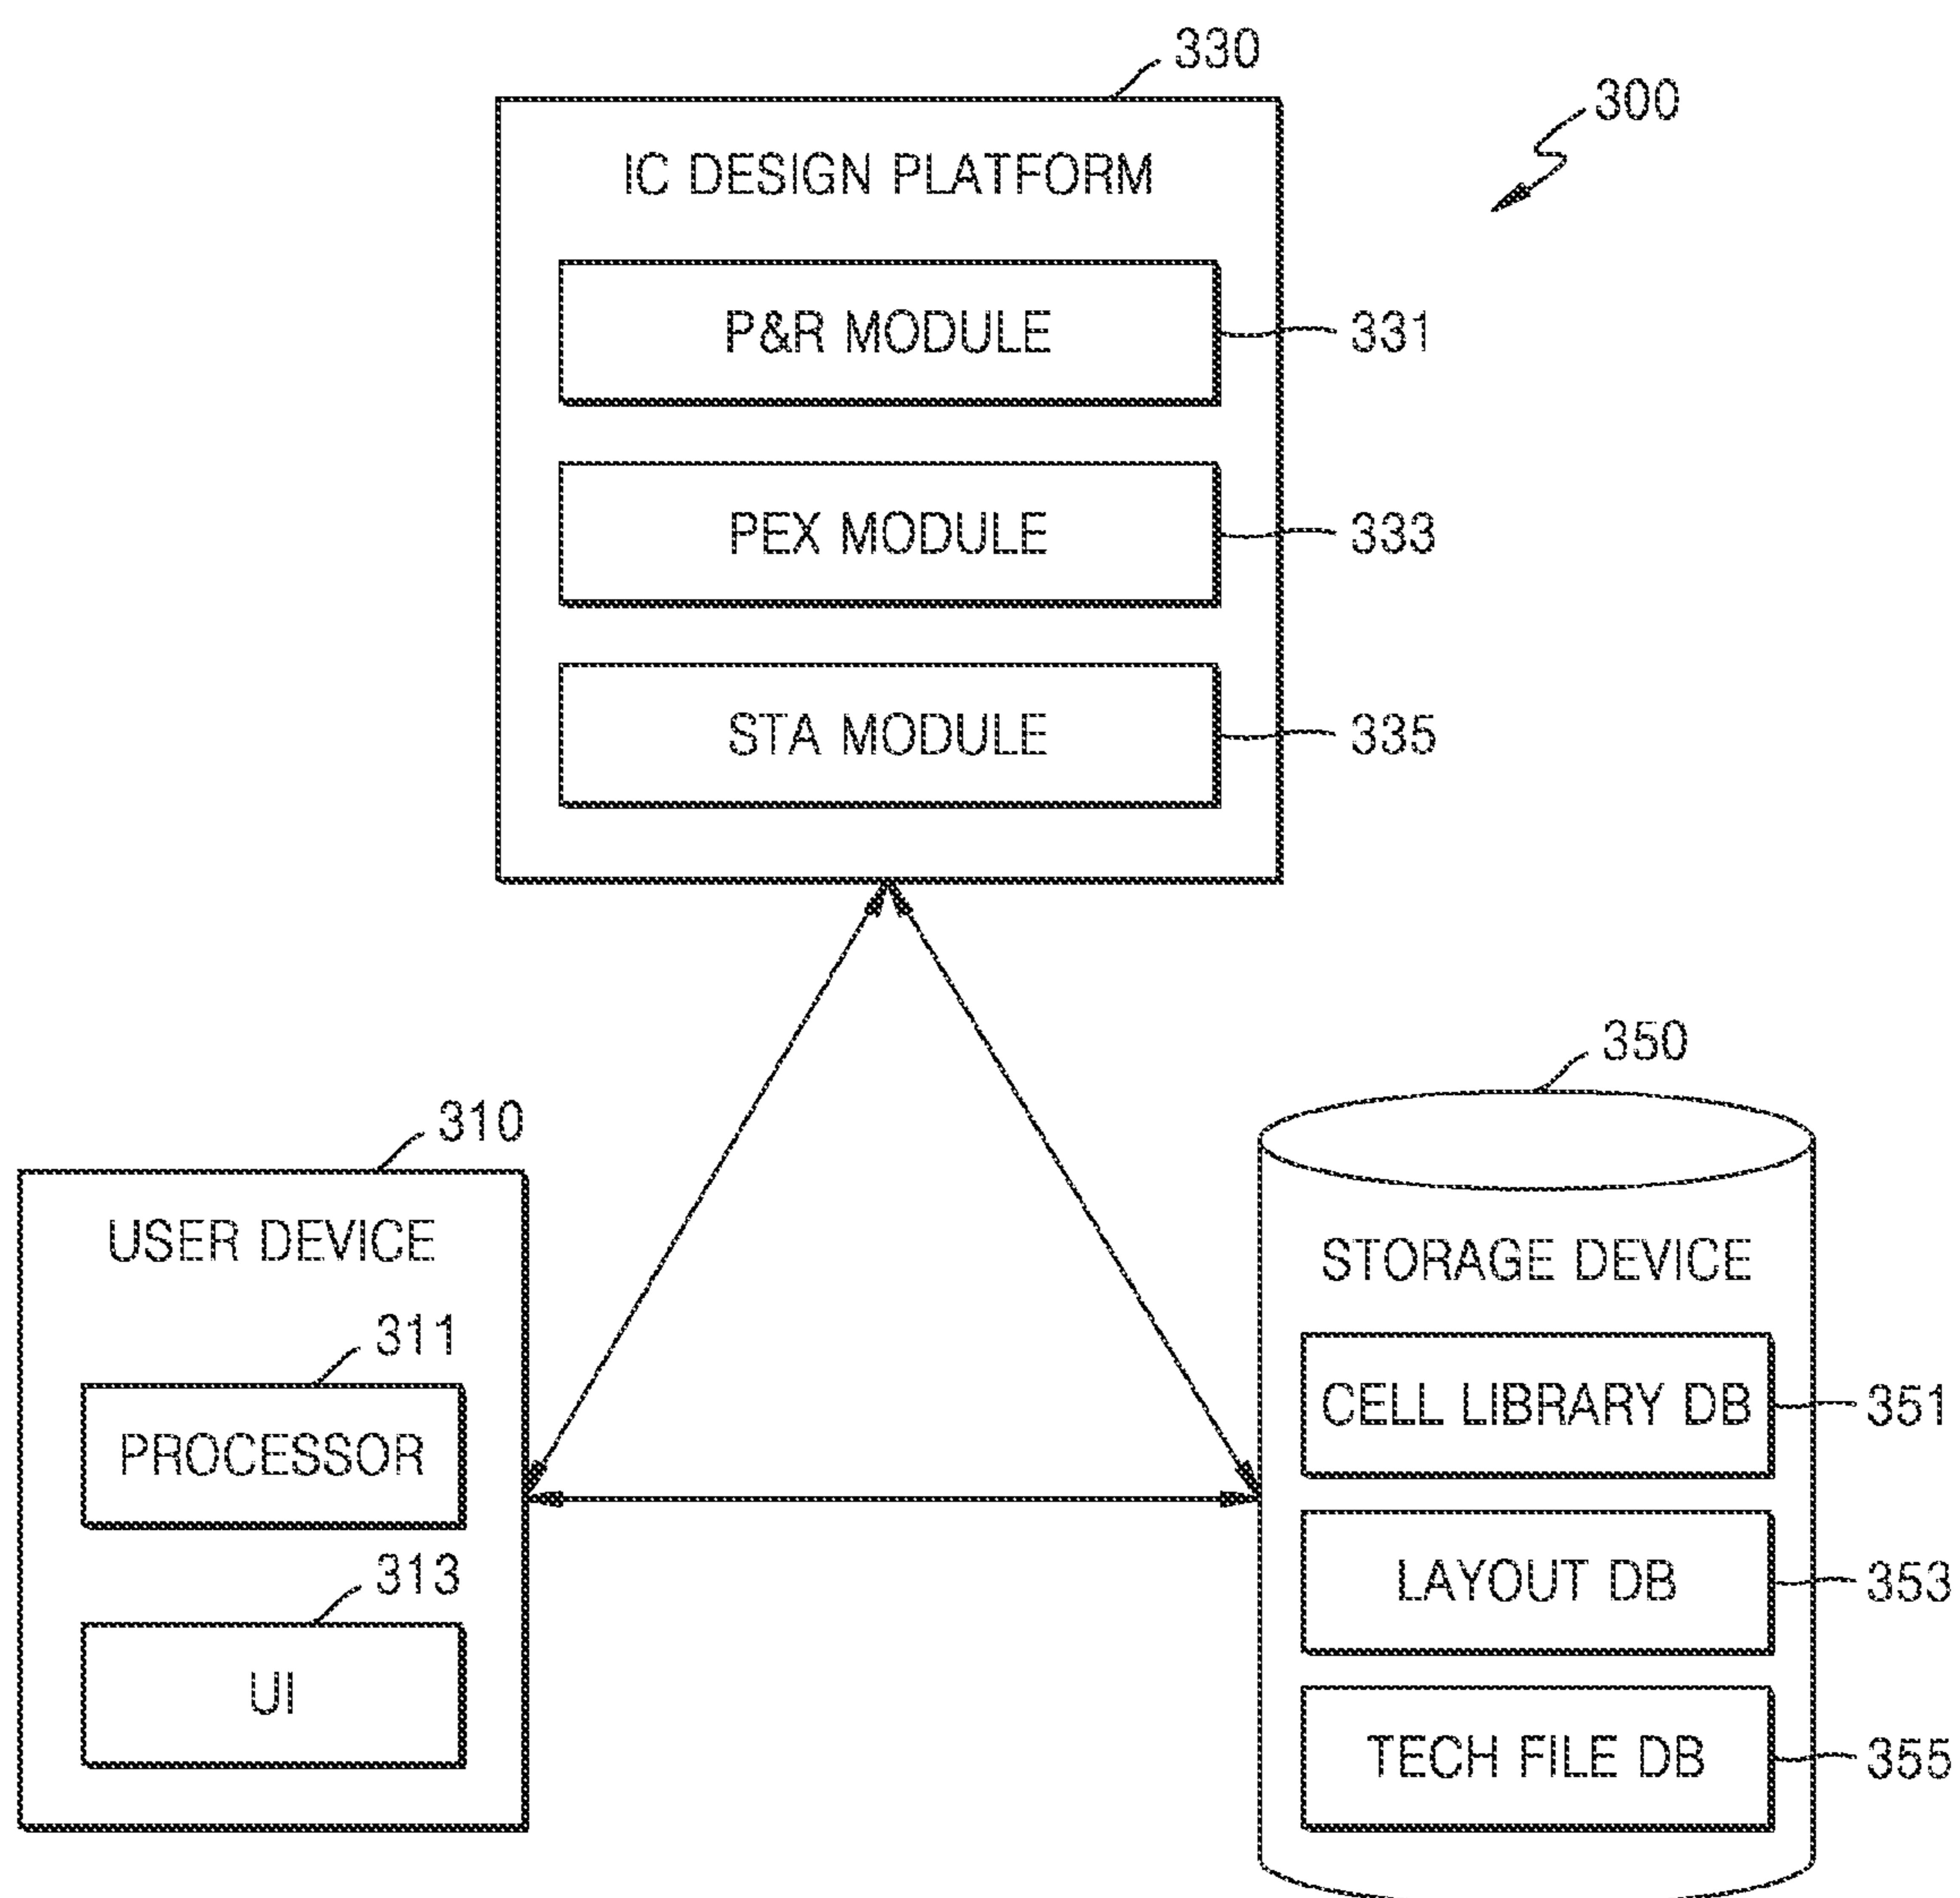 330
300
IC DESIGN PLATFORM
P&R MODULE
331
PEX MODULE
333
STA MODULE
335
350
310
USER DEVICE
STORAGE DEVICE
311
CELL LIBRARY DB
351
PROCESSOR
313
LAYOUT DB
353
UI
TECH FILE DB
355